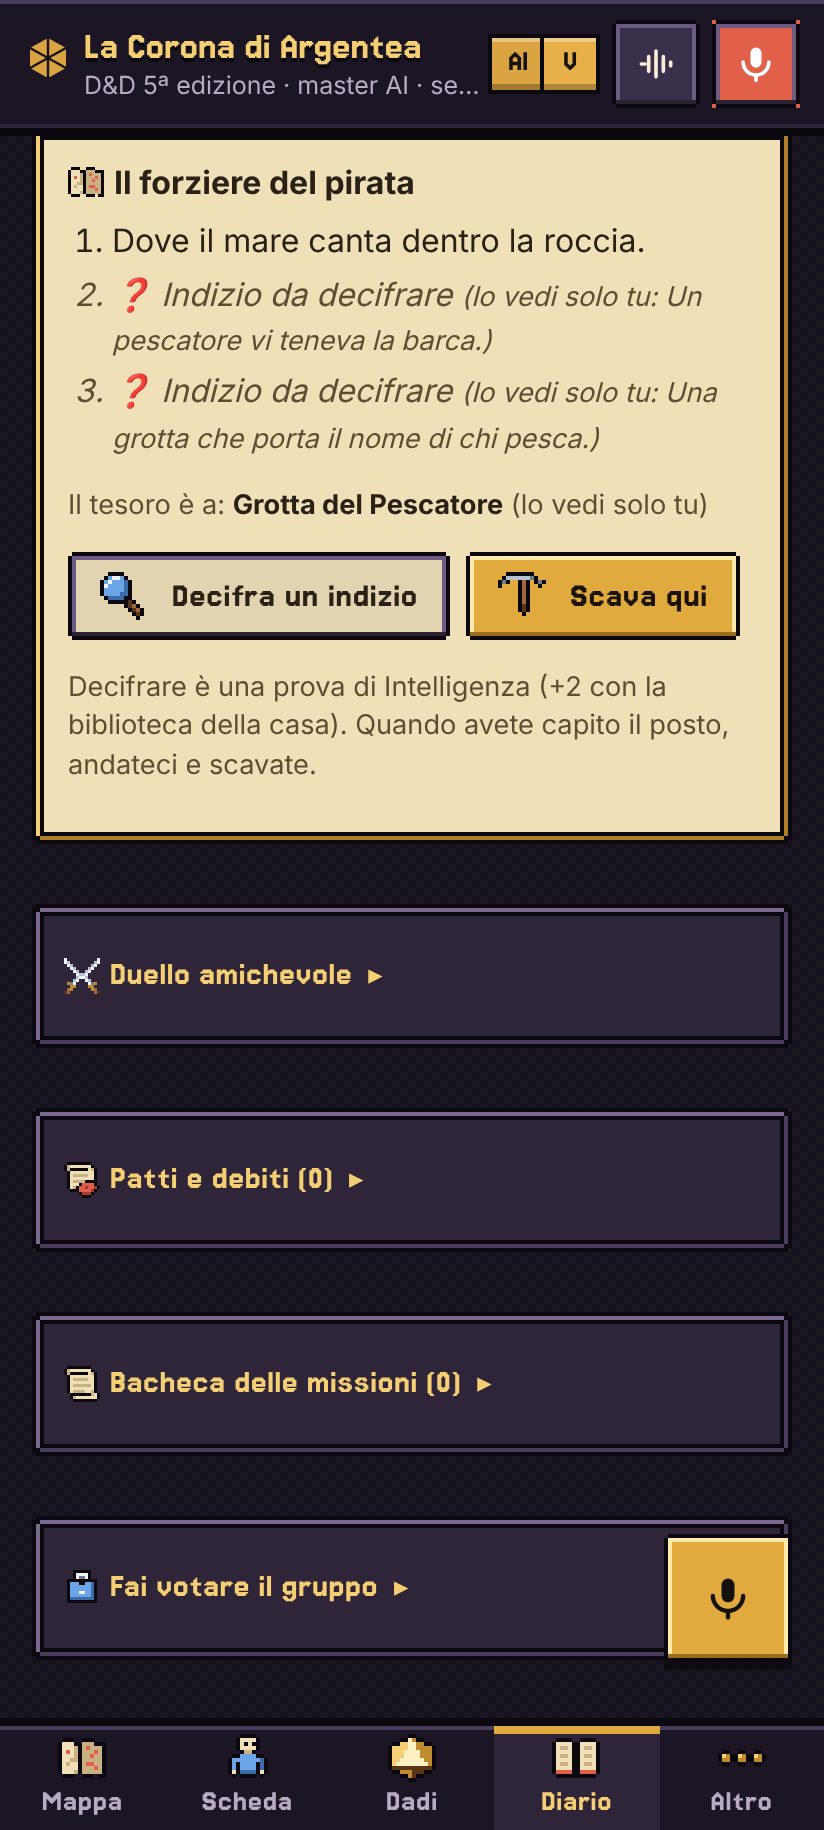 La Corona di Argentea
D&D 5ª edizione · master AI · se...
AI V
Il forziere del pirata
1. Dove il mare canta dentro la roccia.
2. ❓ Indizio da decifrare (lo vedi solo tu: Un
pescatore vi teneva la barca.)
3. ❓ Indizio da decifrare (lo vedi solo tu: Una
grotta che porta il nome di chi pesca.)
Il tesoro è a: Grotta del Pescatore (lo vedi solo tu)
Decifra un indizio
Scava qui
Decifrare è una prova di Intelligenza (+2 con la
biblioteca della casa). Quando avete capito il posto,
andateci e scavate.
Duello amichevole ▸
Patti e debiti (0) ▸
Bacheca delle missioni (0) ▸
Fai votare il gruppo ▸
Mappa
Scheda
Dadi
Diario
Altro